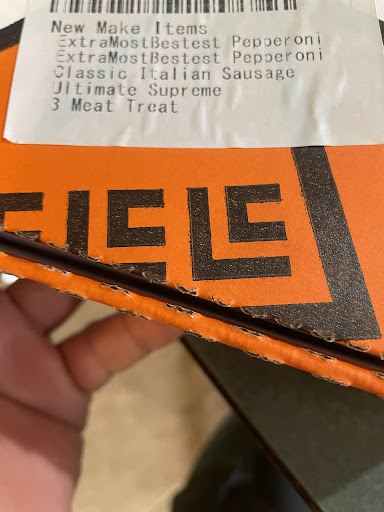 New Make Items
ExtraMostBestest Pepperoni
ExtraMostBestest Pepperoni
Classic Italian Sausage
Ultimate Supreme
3 Meat Treat